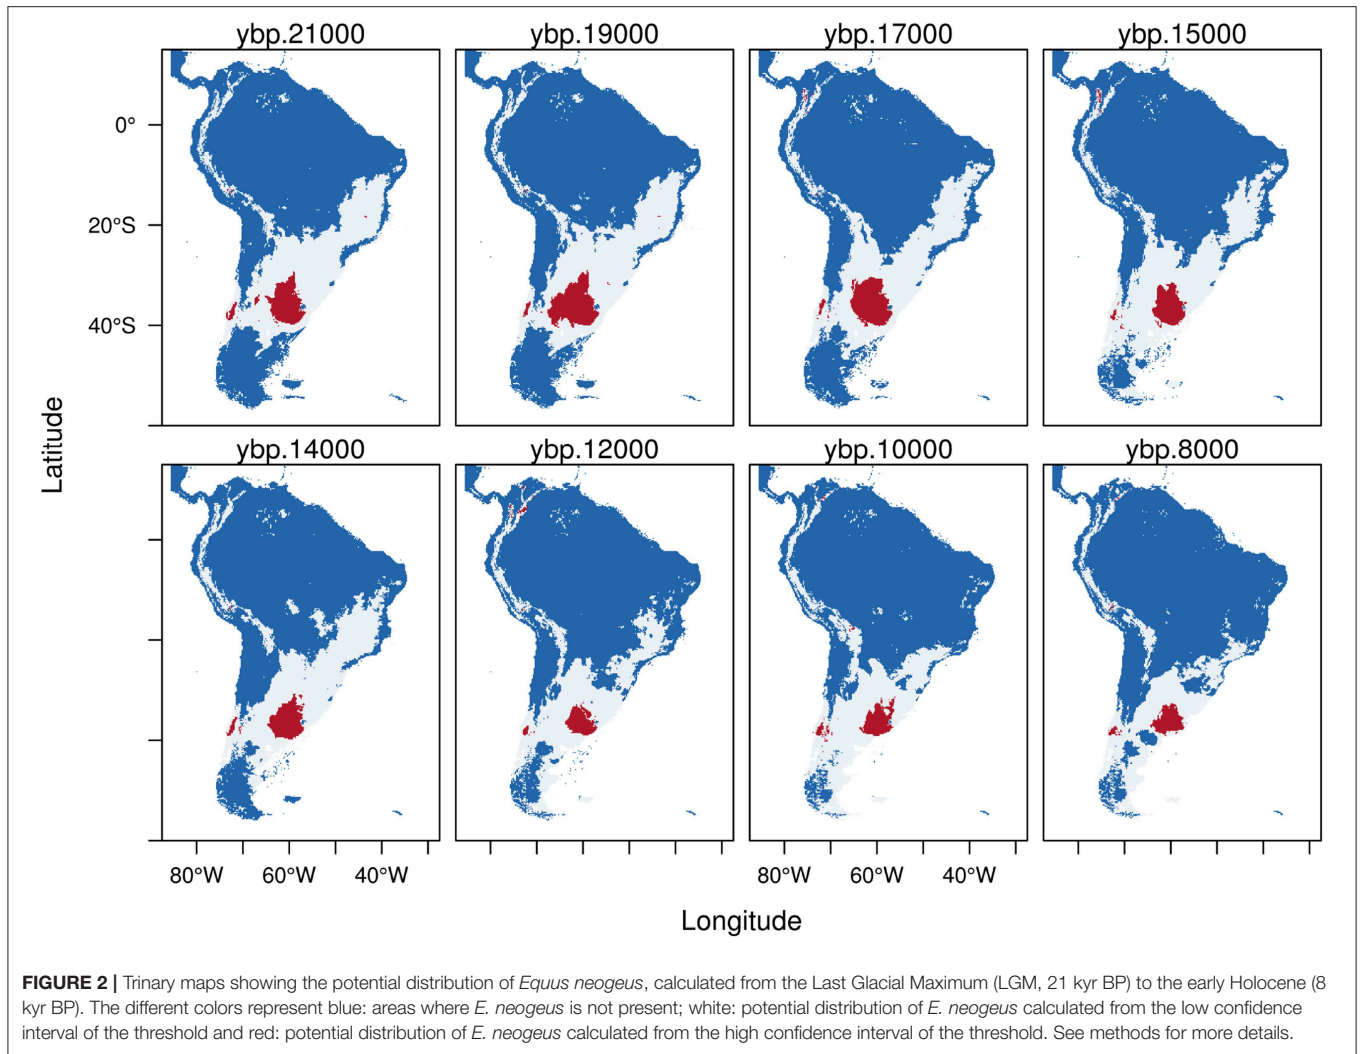 ybp.21000 ybp.19000 ybp.17000 ybp.15000
0°
20°S
40°S
Latitude
ybp.14000 ybp.12000 ybp.10000 ybp.8000
80°W 60°W 40°W 80°W 60°W 40°W
Longitude
FIGURE 2 | Trinary maps showing the potential distribution of Equus neogeus, calculated from the Last Glacial Maximum (LGM, 21 kyr BP) to the early Holocene (8
kyr BP). The different colors represent blue: areas where E. neogeus is not present; white: potential distribution of E. neogeus calculated from the low confidence
interval of the threshold and red: potential distribution of E. neogeus calculated from the high confidence interval of the threshold. See methods for more details.